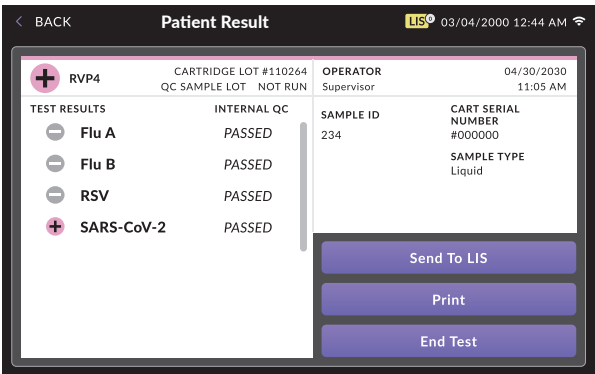 BACK
Patient Result
LIS 0 03/04/2000 12:44 AM
RVP4
CARTRIDGE LOT #110264
QC SAMPLE LOT NOT RUN
TEST RESULTS INTERNAL QC
Flu A PASSED
Flu B PASSED
RSV PASSED
SARS-CoV-2 PASSED
OPERATOR 04/30/2030
Supervisor 11:05 AM
SAMPLE ID
234
CART SERIAL
NUMBER
#000000
SAMPLE TYPE
Liquid
Send To LIS
Print
End Test